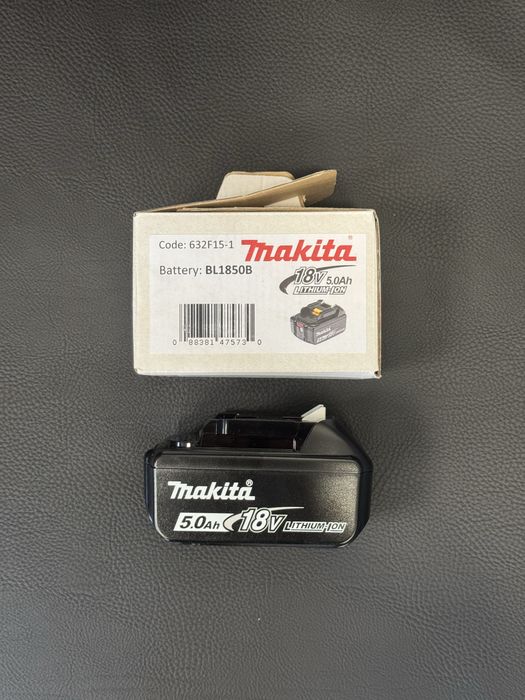 Code: 632F15-1
makita
Battery: BL1850B
18V 5.0Ah
LITHIUM-ION
0 88381 47573 0
makita®
5.0Ah 18V LITHIUM-ION